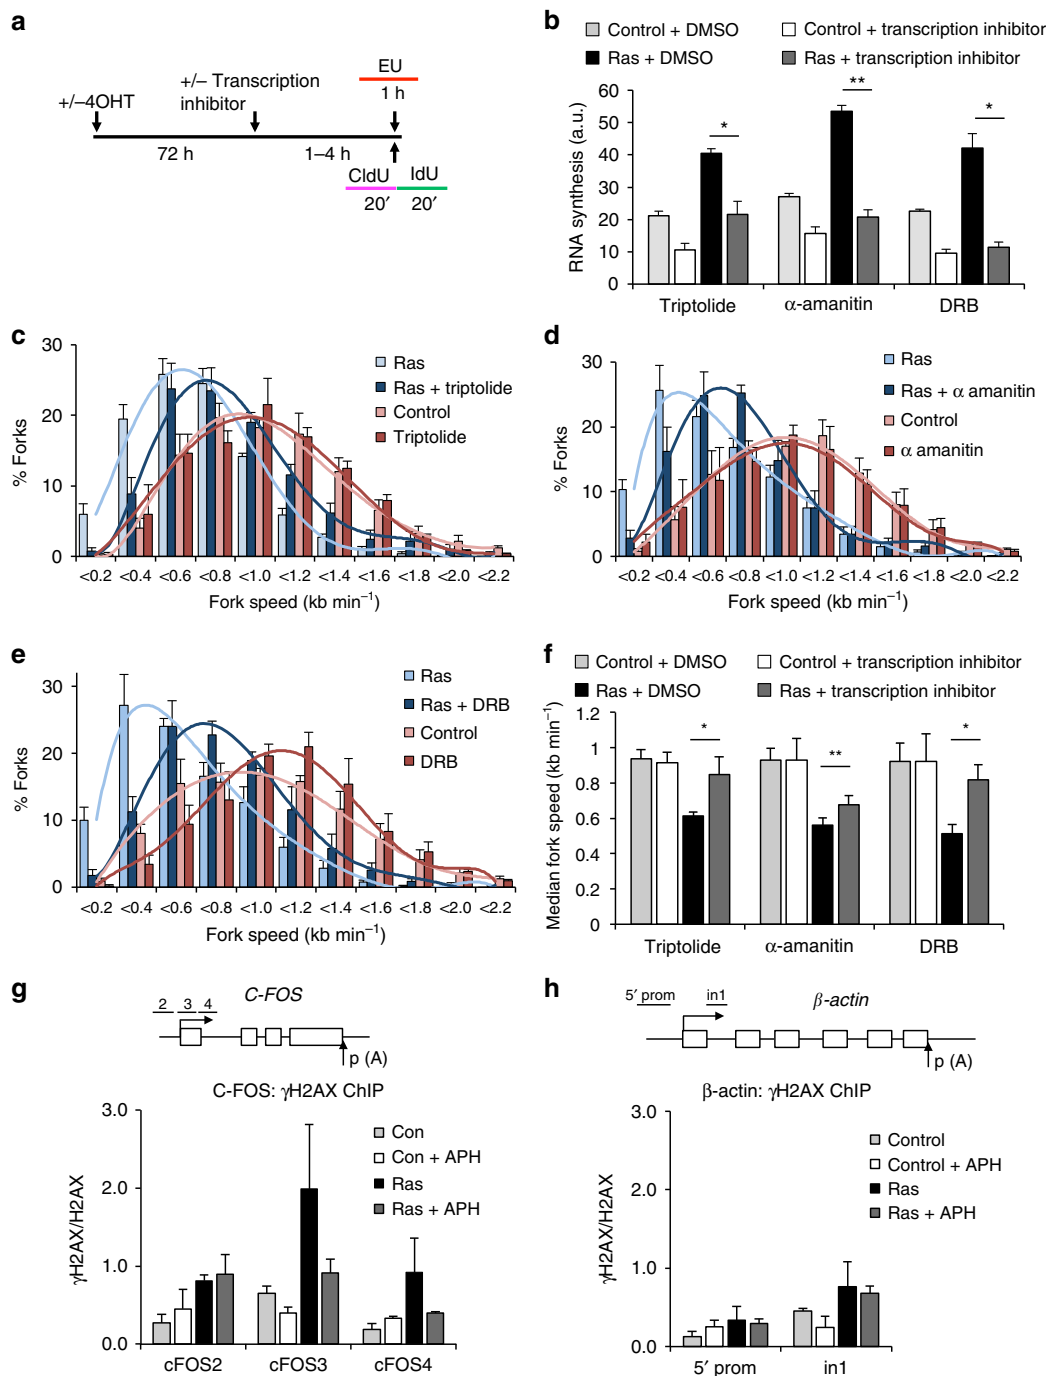 a
+/–4OHT
+/– Transcription
inhibitor
EU
1 h
72 h
1–4 h
CldU
IdU
20′
20′
b
Control + DMSO
Control + transcription inhibitor
Ras + DMSO
Ras + transcription inhibitor
RNA synthesis (a.u.)
60
50
40
30
20
10
0
*
**
*
Triptolide
α-amanitin
DRB
c
% Forks
30
20
10
0
Ras
Ras + triptolide
Control
Triptolide
<0.2 <0.4 <0.6 <0.8 <1.0 <1.2 <1.4 <1.6 <1.8 <2.0 <2.2
Fork speed (kb min⁻¹)
d
% Forks
30
20
10
0
Ras
Ras + α amanitin
Control
α amanitin
<0.2 <0.4 <0.6 <0.8 <1.0 <1.2 <1.4 <1.6 <1.8 <2.0 <2.2
Fork speed (kb min⁻¹)
e
% Forks
30
20
10
0
Ras
Ras + DRB
Control
DRB
<0.2 <0.4 <0.6 <0.8 <1.0 <1.2 <1.4 <1.6 <1.8 <2.0 <2.2
Fork speed (kb min⁻¹)
f
Control + DMSO
Control + transcription inhibitor
Ras + DMSO
Ras + transcription inhibitor
Median fork speed (kb min⁻¹)
1.2
1
0.8
0.6
0.4
0.2
0
*
**
*
Triptolide
α-amanitin
DRB
g
C-FOS
2
3
4
p (A)
C-FOS: γH2AX ChIP
γH2AX/H2AX
3.0
2.0
1.0
0.0
Con
Con + APH
Ras
Ras + APH
cFOS2
cFOS3
cFOS4
h
5′ prom
in1
β-actin
p (A)
β-actin: γH2AX ChIP
γH2AX/H2AX
3.0
2.0
1.0
0.0
Control
Control + APH
Ras
Ras + APH
5′ prom
in1